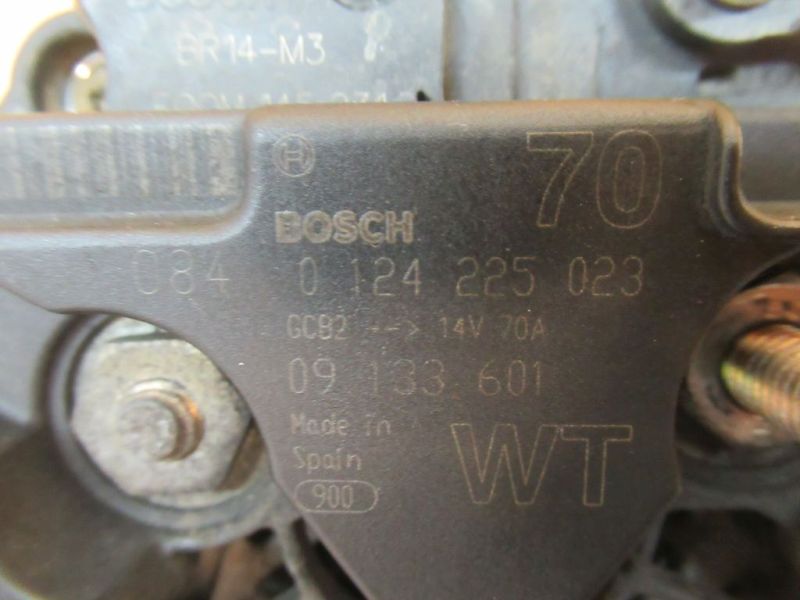 BR14-M3
70
BOSCH
084 0 124 225 023
GCB2 --> 14V 70A
09 133 601
Made in
Spain
WT
900